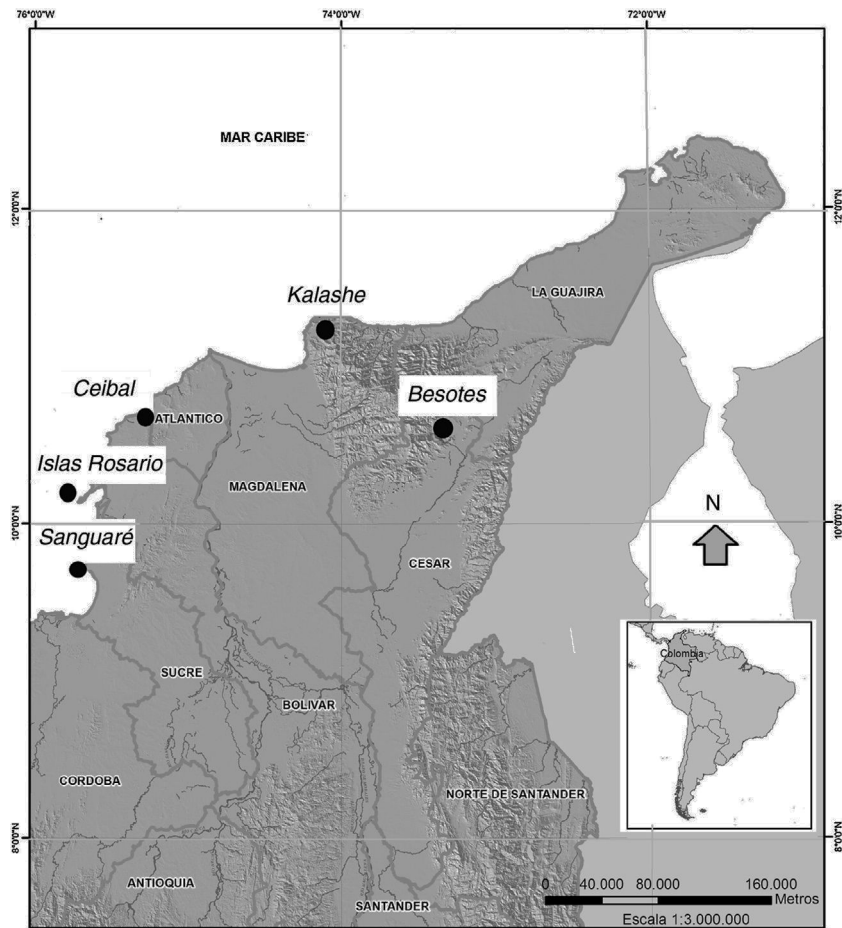 76°0'0"W
74°0'0"W
72°0'0"W
MAR CARIBE
12°0'0"N
12°0'0"N
LA GUAJIRA
Kalashe
Ceibal
Besotes
ATLANTICO
Islas Rosario
MAGDALENA
N
10°0'0"N
10°0'0"N
Sanguaré
CESAR
Colombia
SUCRE
BOLIVAR
CORDOBA
NORTE DE SANTANDER
8°0'0"N
8°0'0"N
ANTIOQUIA
SANTANDER
0 40.000 80.000 160.000
Metros
Escala 1:3.000.000